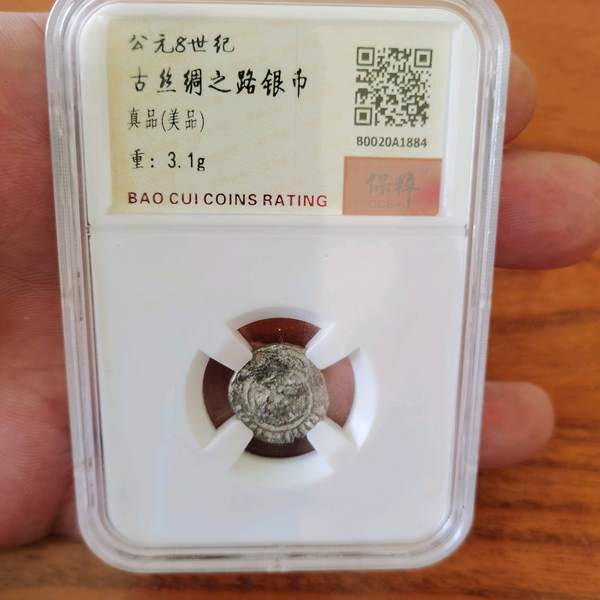 公元8世纪
古丝绸之路银币
真品(美品)
重: 3.1g
BAO CUI COINS RATING
B0020A1884
保粹